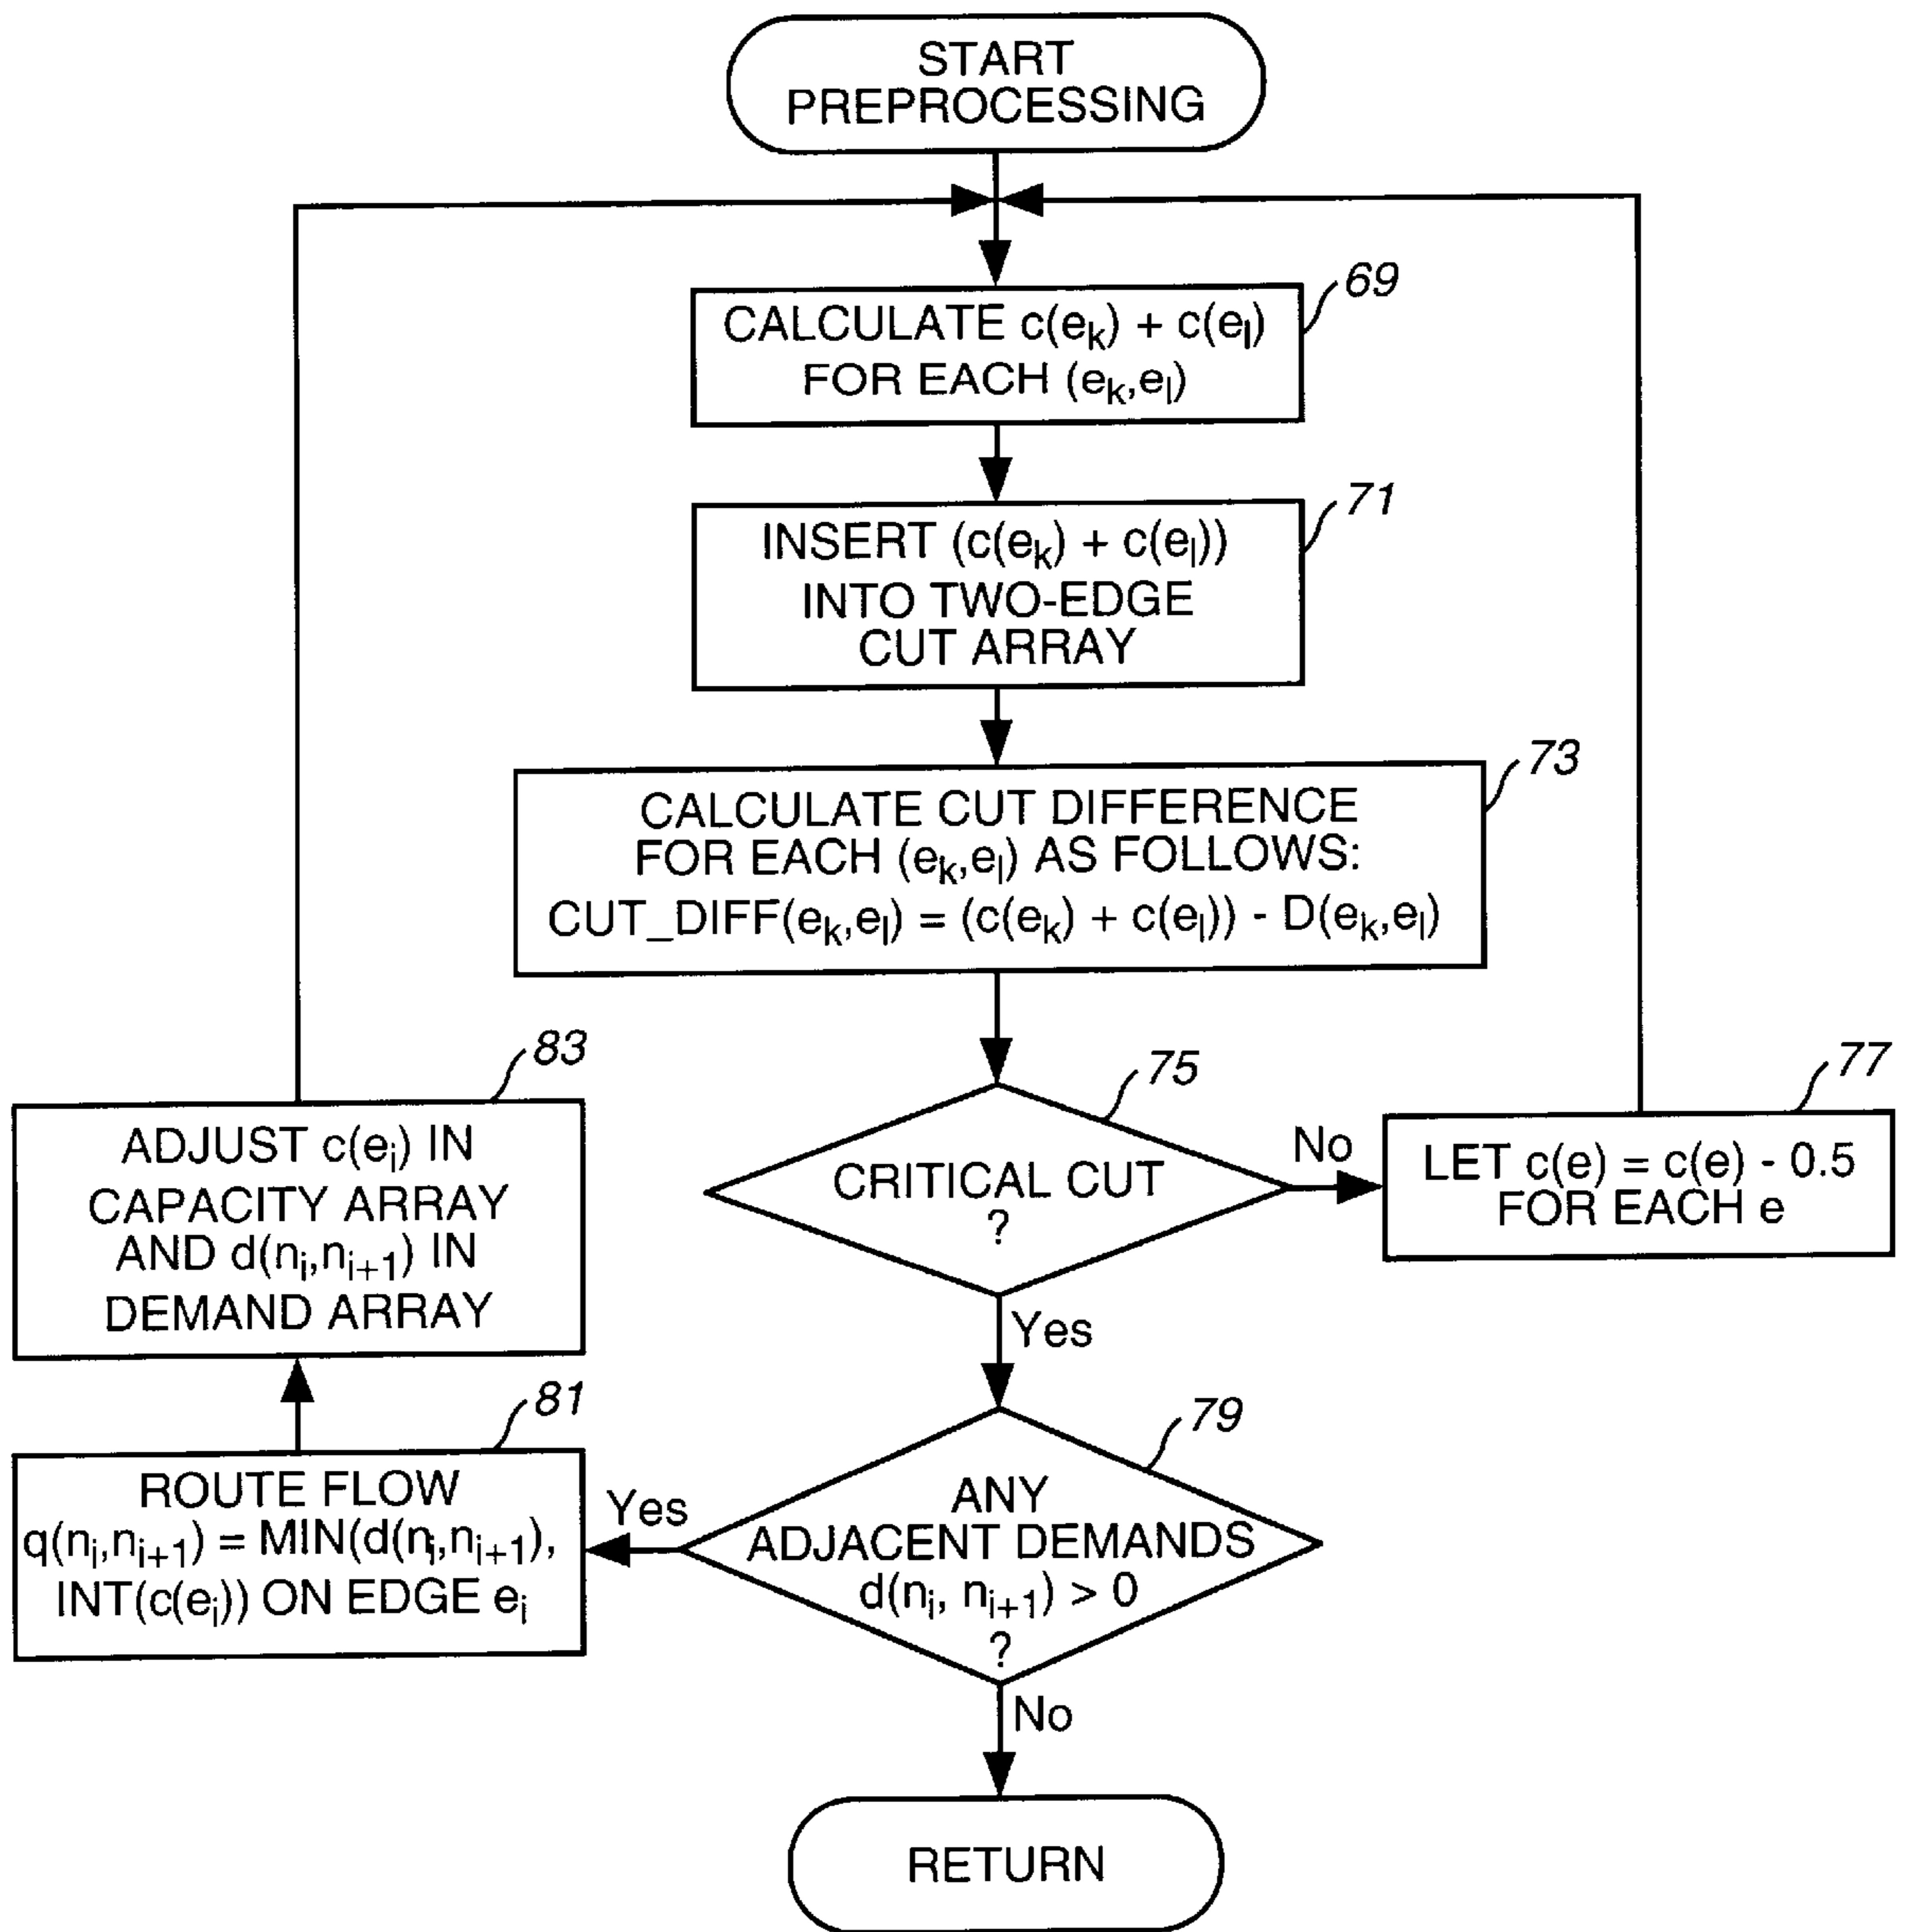 START
PREPROCESSING
69
CALCULATE c(eₖ) + c(eₗ)
FOR EACH (eₖ,eₗ)
71
INSERT (c(eₖ) + c(eₗ))
INTO TWO-EDGE
CUT ARRAY
73
CALCULATE CUT DIFFERENCE
FOR EACH (eₖ,eₗ) AS FOLLOWS:
CUT_DIFF(eₖ,eₗ) = (c(eₖ) + c(eₗ)) - D(eₖ,eₗ)
75
CRITICAL CUT
?
No
77
LET c(e) = c(e) - 0.5
FOR EACH e
Yes
79
ANY
ADJACENT DEMANDS
d(nᵢ, nᵢ₊₁) > 0
?
Yes
81
ROUTE FLOW
q(nᵢ,nᵢ₊₁) = MIN(d(nᵢ,nᵢ₊₁),
INT(c(eᵢ)) ON EDGE eᵢ
83
ADJUST c(eᵢ) IN
CAPACITY ARRAY
AND d(nᵢ,nᵢ₊₁) IN
DEMAND ARRAY
No
RETURN